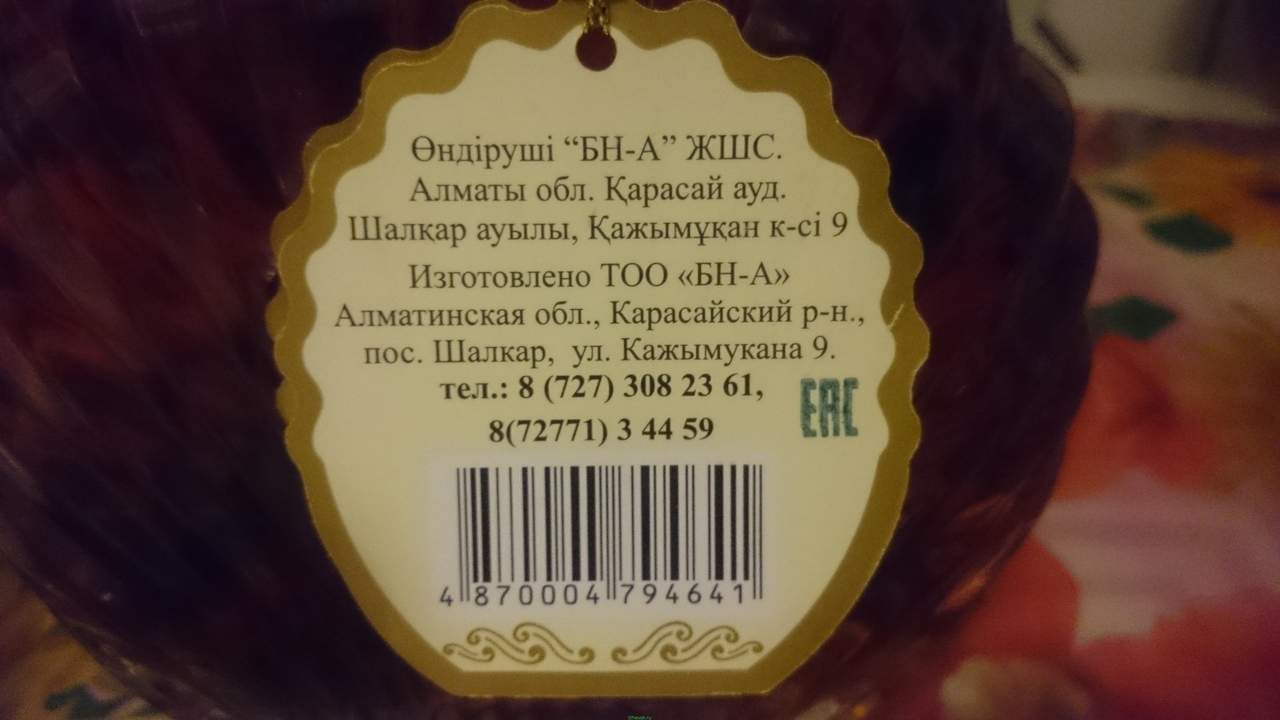 Өндіруші “БН-А” ЖШС.
Алматы обл. Қарасай ауд.
Шалқар ауылы, Қажымұқан к-сі 9
Изготовлено ТОО «БН-А»
Алматинская обл., Карасайский р-н.,
пос. Шалкар, ул. Кажымукана 9.
тел.: 8 (727) 308 23 61,
8(72771) 3 44 59
ЕАС
4 870004 794641